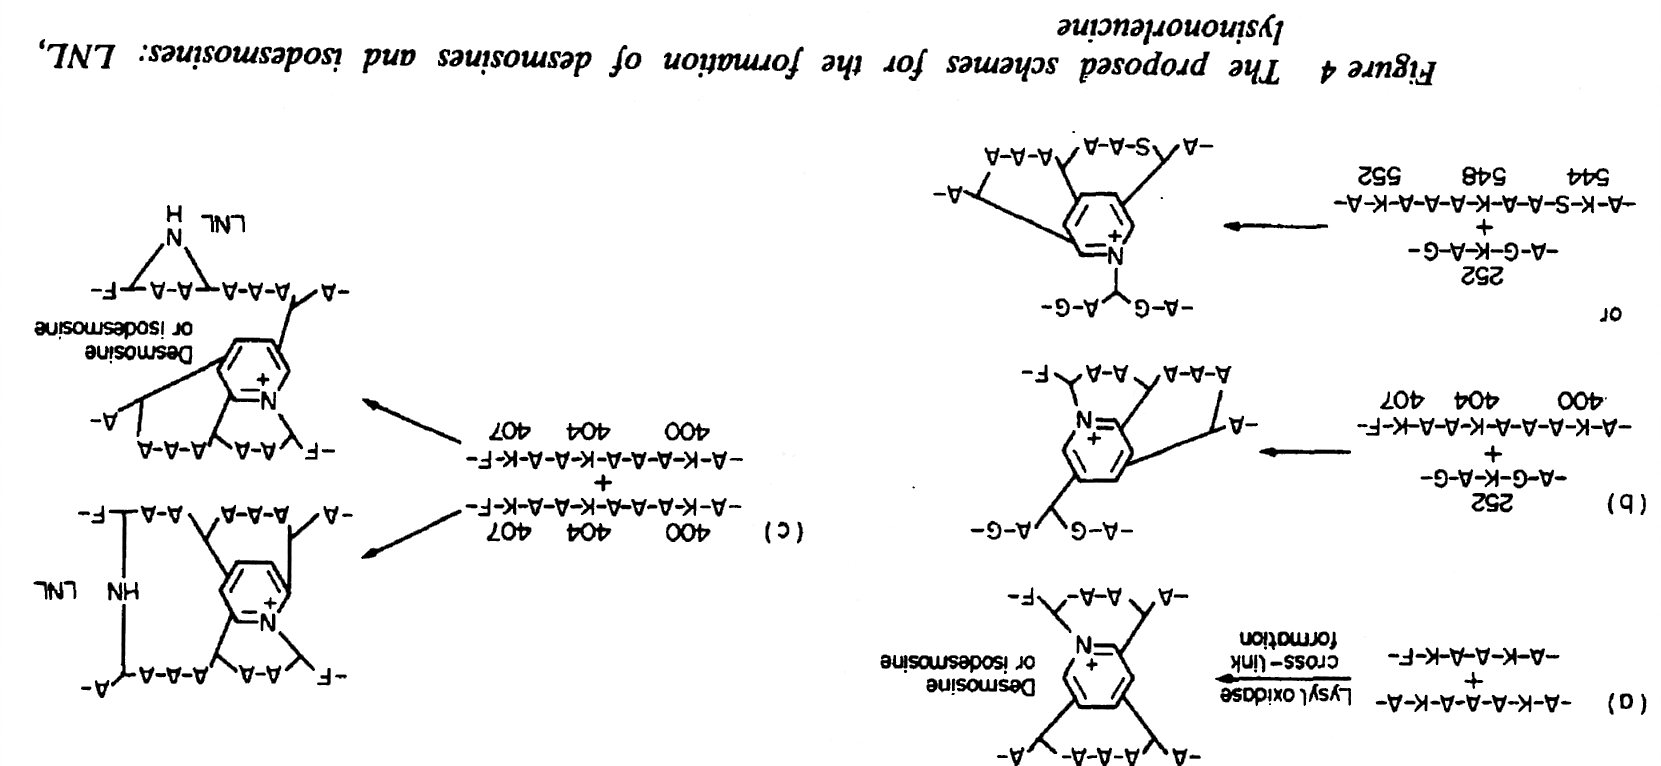 (a) -A-K-A-A-A-K-A-
+
-A-K-A-A-K-F-
Lysyl oxidase
cross-link
formation
-A A-A-A A-
N+
-A A-A F-
Desmosine
or isodesmosine
(b) 252
-A-G-K-A-G-
+
-A-K-A-A-A-K-A-A-K-F-
400 404 407
-A-G A-G-
N+
-A
A-A-A A-A F-
or
252
-A-G-K-A-G-
+
-A-K-S-A-A-K-A-A-A-K-A-
544 548 552
-A-G A-G-
N+
A-
-A S-A-A A-A-A
(c) 400 404 407
-A-K-A-A-A-K-A-A-K-F-
+
-A-K-A-A-A-K-A-A-K-F-
400 404 407
-F A-A A-A-A A-
N+
NH LNL
-A A-A-A A-A F-
-F A-A A-A-A
A-
N+
Desmosine
or isodesmosine
-A A-A-A A-A F-
N
H
LNL
Figure 4 The proposed schemes for the formation of desmosines and isodesmosines: LNL,
lysinonorleucine